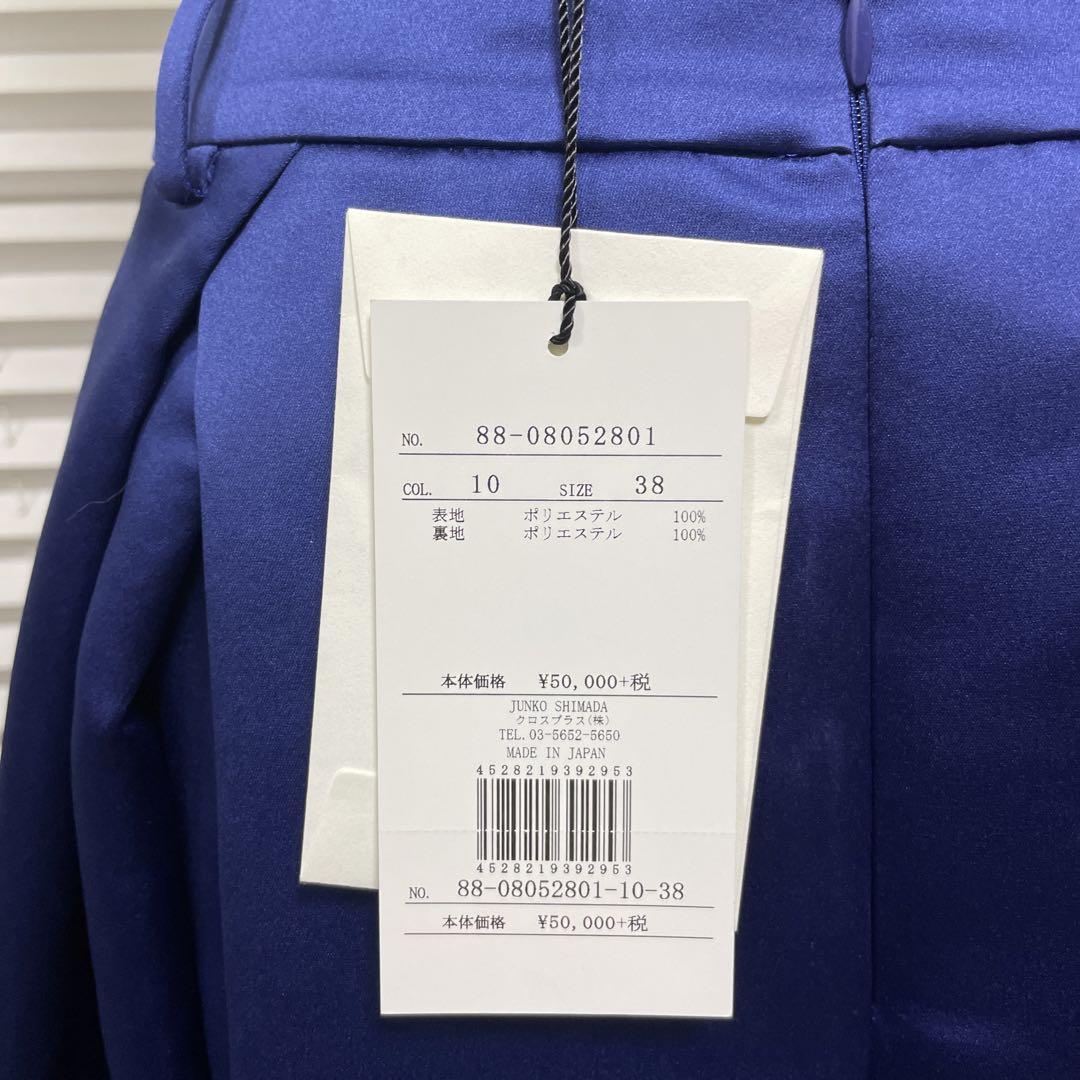 NO. 88-08052801
COL. 10 SIZE 38
表地 ポリエステル 100%
裏地 ポリエステル 100%
本体価格 ¥50,000+税
JUNKO SHIMADA
クロスプラス(株)
TEL.03-5652-5650
MADE IN JAPAN
4528219392953
4528219392953
NO. 88-08052801-10-38
本体価格 ¥50,000+税